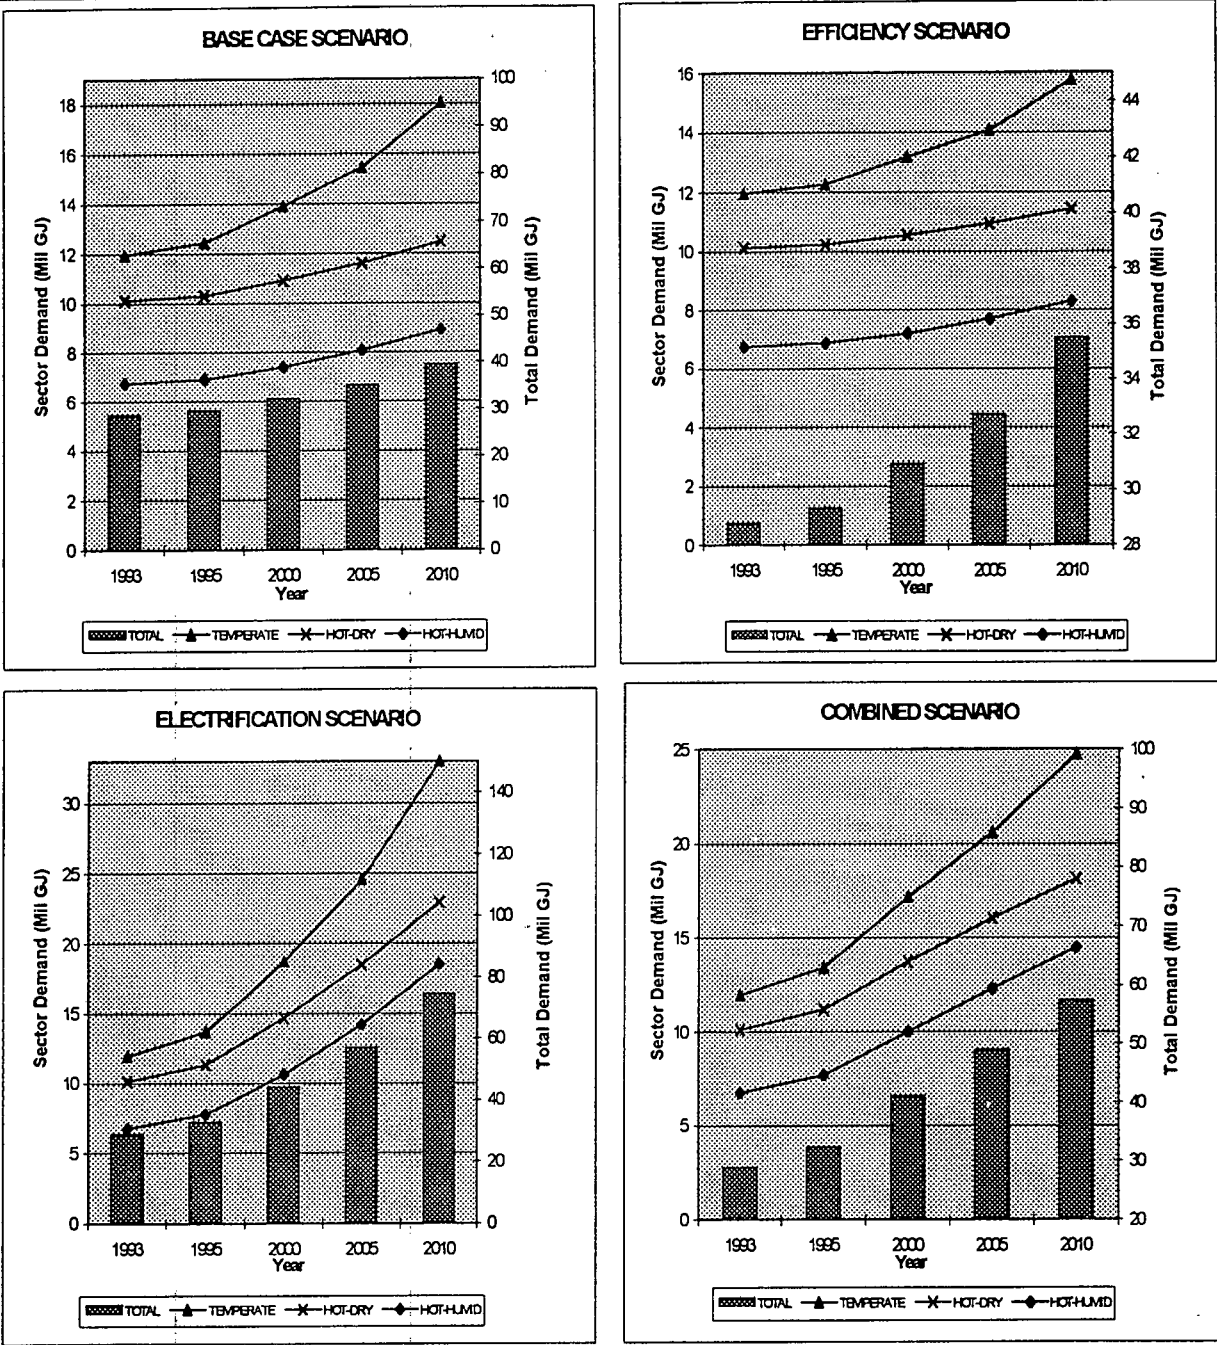 BASE CASE SCENARIO
Sector Demand (Mil GJ)
18
16
14
12
10
8
6
4
2
0
100
90
80
70
60
50
40
30
20
10
0
Total Demand (Mil GJ)
1993 1995 2000 2005 2010
Year
TOTAL TEMPERATE HOT-DRY HOT-HUMID
EFFICIENCY SCENARIO
Sector Demand (Mil GJ)
16
14
12
10
8
6
4
2
0
44
42
40
38
36
34
32
30
28
Total Demand (Mil GJ)
1993 1995 2000 2005 2010
Year
TOTAL TEMPERATE HOT-DRY HOT-HUMID
ELECTRIFICATION SCENARIO
Sector Demand (Mil GJ)
30
25
20
15
10
5
0
140
120
100
80
60
40
20
0
Total Demand (Mil GJ)
1993 1995 2000 2005 2010
Year
TOTAL TEMPERATE HOT-DRY HOT-HUMID
COMBINED SCENARIO
Sector Demand (Mil GJ)
25
20
15
10
5
0
100
90
80
70
60
50
40
30
20
Total Demand (Mil GJ)
1993 1995 2000 2005 2010
Year
TOTAL TEMPERATE HOT-DRY HOT-HUMID